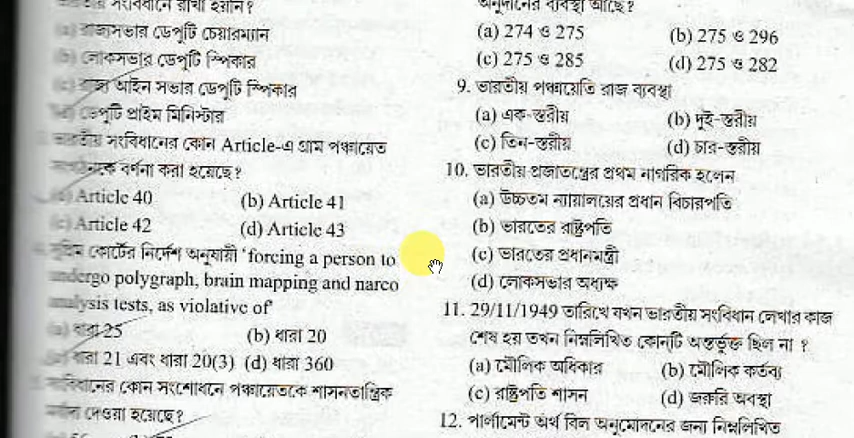 সংবিধানে রাখা হয়নি?
(a) রাজ্যসভার ডেপুটি চেয়ারম্যান
(b) লোকসভার ডেপুটি স্পিকার
(c) রাজ্য আইন সভার ডেপুটি স্পিকার
(d) ডেপুটি প্রাইম মিনিস্টার
ভারতীয় সংবিধানের কোন Article-এ গ্রাম পঞ্চায়েত
বর্ণনা করা হয়েছে?
(a) Article 40 (b) Article 41
(c) Article 42 (d) Article 43
সুপ্রিম কোর্টের নির্দেশ অনুযায়ী 'forcing a person to
undergo polygraph, brain mapping and narco
analysis tests, as violative of'
(a) ধারা 25 (b) ধারা 20
(c) ধারা 21 এবং ধারা 20(3) (d) ধারা 360
সংবিধানের কোন সংশোধনে পঞ্চায়েতকে শাসনতান্ত্রিক
মর্যাদা দেওয়া হয়েছে?
অনুদানের ব্যবস্থা আছে?
(a) 274 ও 275 (b) 275 ও 296
(c) 275 ও 285 (d) 275 ও 282
9. ভারতীয় পঞ্চায়েতি রাজ ব্যবস্থা
(a) এক-স্তরীয় (b) দুই-স্তরীয়
(c) তিন-স্তরীয় (d) চার-স্তরীয়
10. ভারতীয় প্রজাতন্ত্রের প্রথম নাগরিক হলেন
(a) উচ্চতম ন্যায়ালয়ের প্রধান বিচারপতি
(b) ভারতের রাষ্ট্রপতি
(c) ভারতের প্রধানমন্ত্রী
(d) লোকসভার অধ্যক্ষ
11. 29/11/1949 তারিখে যখন ভারতীয় সংবিধান লেখার কাজ
শেষ হয় তখন নিম্নলিখিত কোন্‌টি অন্তর্ভুক্ত ছিল না ?
(a) মৌলিক অধিকার (b) মৌলিক কর্তব্য
(c) রাষ্ট্রপতি শাসন (d) জরুরি অবস্থা
12. পার্লামেন্ট অর্থ বিল অনুমোদনের জন্য নিম্নলিখিত